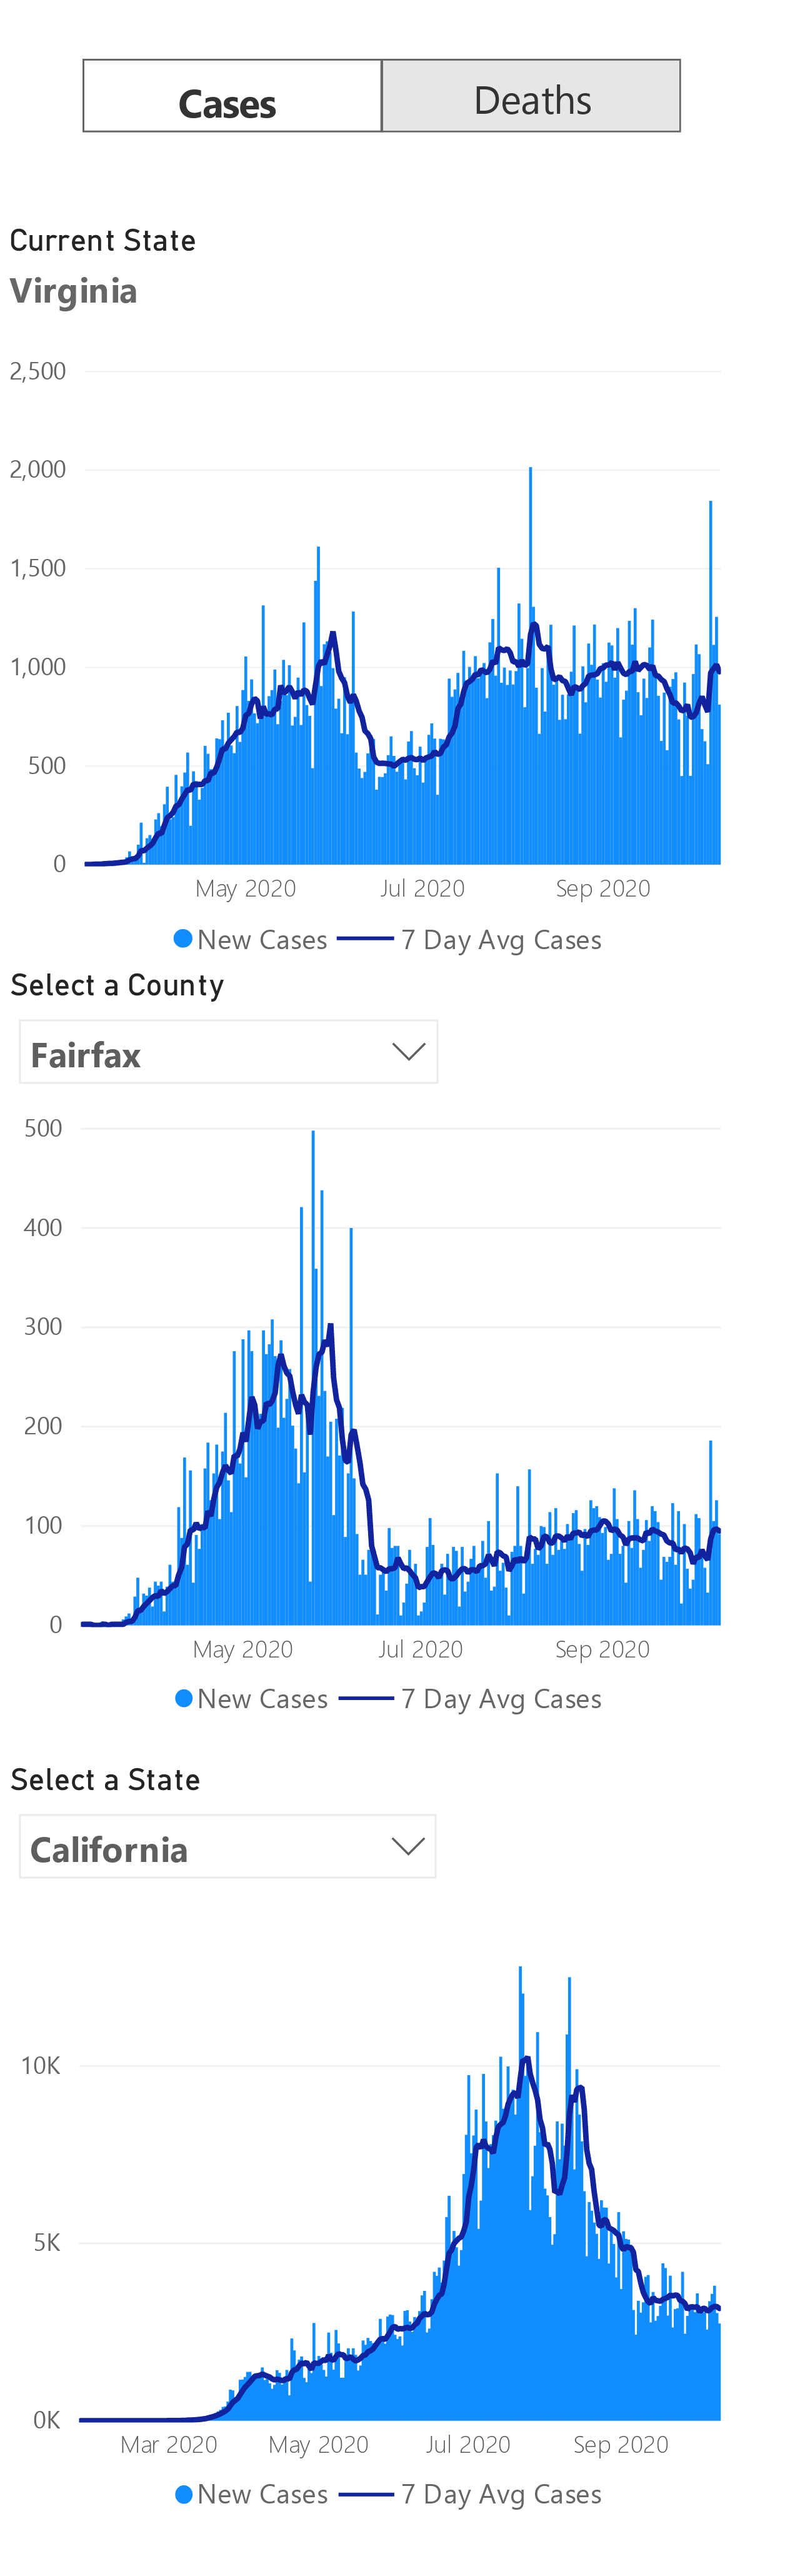 Cases Deaths
Current State
Virginia
2,500
2,000
1,500
1,000
500
0
May 2020 Jul 2020 Sep 2020
New Cases 7 Day Avg Cases
Select a County
Fairfax
500
400
300
200
100
0
May 2020 Jul 2020 Sep 2020
New Cases 7 Day Avg Cases
Select a State
California
10K
5K
0K
Mar 2020 May 2020 Jul 2020 Sep 2020
New Cases 7 Day Avg Cases